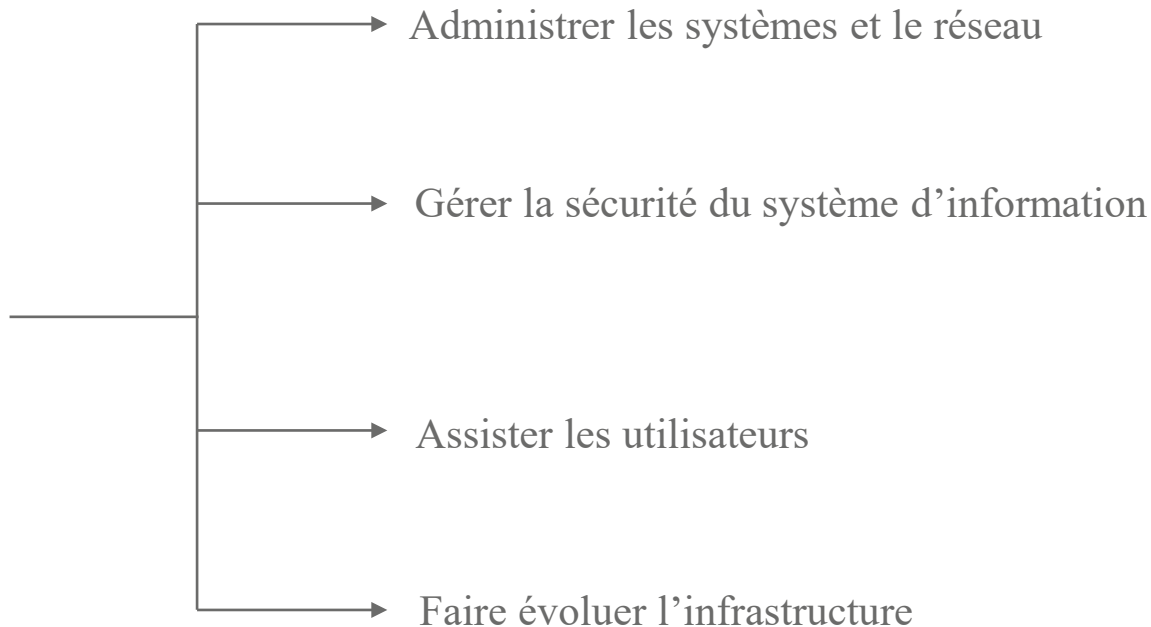 Administrer les systèmes et le réseau
Gérer la sécurité du système d’information
Assister les utilisateurs
Faire évoluer l’infrastructure